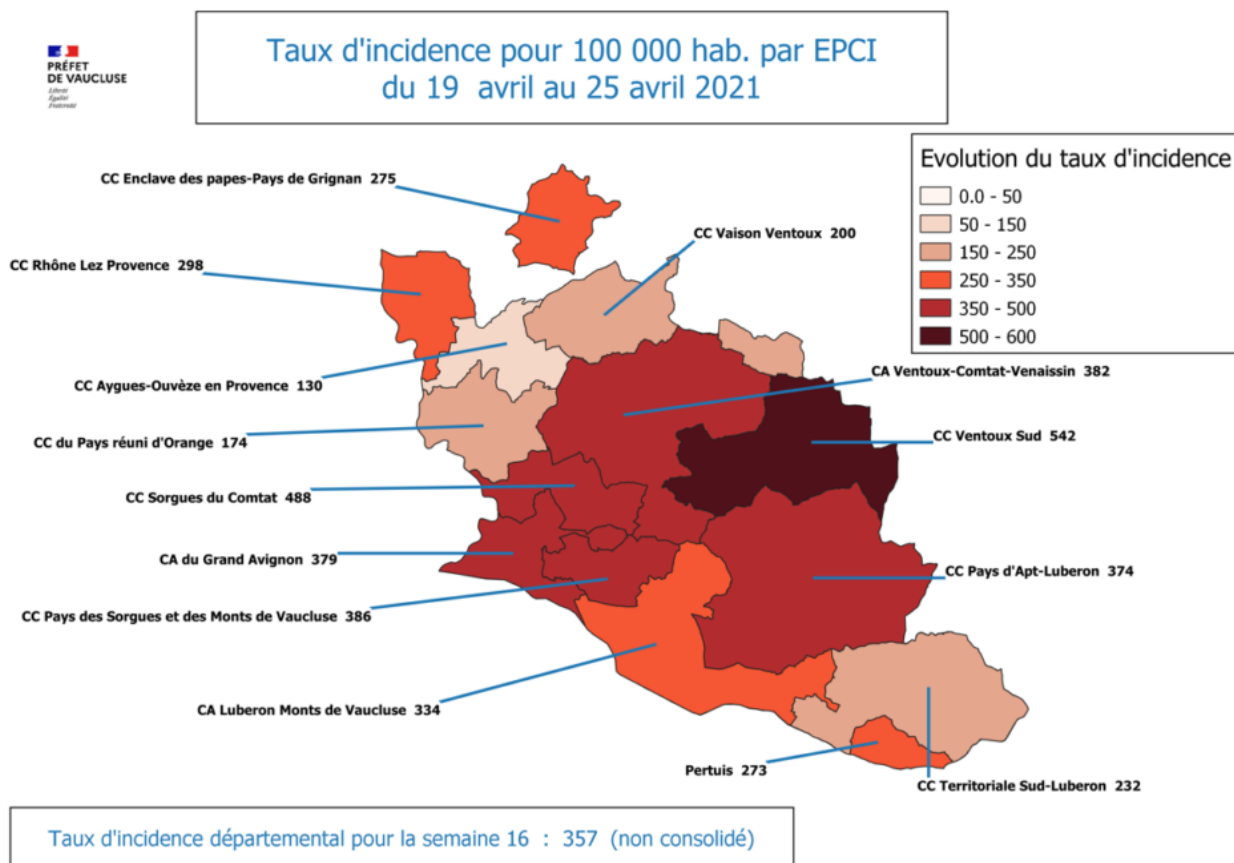 PRÉFET
DE VAUCLUSE
Liberté
Égalité
Fraternité
Taux d'incidence pour 100 000 hab. par EPCI
du 19 avril au 25 avril 2021
Evolution du taux d'incidence
0.0 - 50
50 - 150
150 - 250
250 - 350
350 - 500
500 - 600
CC Enclave des papes-Pays de Grignan 275
CC Vaison Ventoux 200
CC Rhône Lez Provence 298
CA Ventoux-Comtat-Venaissin 382
CC Aygues-Ouvèze en Provence 130
CC du Pays réuni d'Orange 174
CC Ventoux Sud 542
CC Sorgues du Comtat 488
CA du Grand Avignon 379
CC Pays d'Apt-Luberon 374
CC Pays des Sorgues et des Monts de Vaucluse 386
CA Luberon Monts de Vaucluse 334
Pertuis 273
CC Territoriale Sud-Luberon 232
Taux d'incidence départemental pour la semaine 16 : 357 (non consolidé)